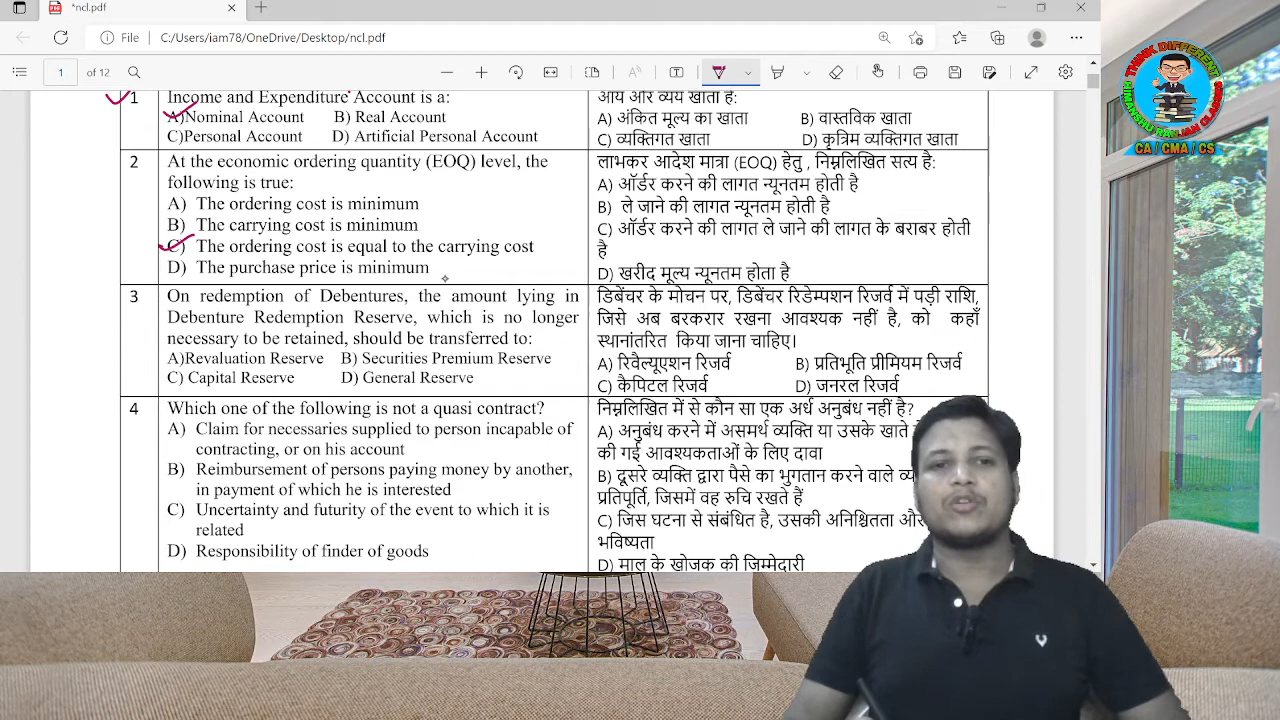 *ncl.pdf
File
C:/Users/iam78/OneDrive/Desktop/ncl.pdf
1 of 12
1
Income and Expenditure Account is a:
A)Nominal Account B) Real Account
C)Personal Account D) Artificial Personal Account
आय और व्यय खाता है:
A) अंकित मूल्य का खाता B) वास्तविक खाता
C) व्यक्तिगत खाता D) कृत्रिम व्यक्तिगत खाता
2
At the economic ordering quantity (EOQ) level, the
following is true:
A) The ordering cost is minimum
B) The carrying cost is minimum
C) The ordering cost is equal to the carrying cost
D) The purchase price is minimum
लाभकर आदेश मात्रा (EOQ) हेतु , निम्नलिखित सत्य है:
A) ऑर्डर करने की लागत न्यूनतम होती है
B) ले जाने की लागत न्यूनतम होती है
C) ऑर्डर करने की लागत ले जाने की लागत के बराबर होती
है
D) खरीद मूल्य न्यूनतम होता है
3
On redemption of Debentures, the amount lying in
Debenture Redemption Reserve, which is no longer
necessary to be retained, should be transferred to:
A)Revaluation Reserve B) Securities Premium Reserve
C) Capital Reserve D) General Reserve
डिबेंचर के मोचन पर, डिबेंचर रिडेम्पशन रिजर्व में पड़ी राशि,
जिसे अब बरकरार रखना आवश्यक नहीं है, को कहाँ
स्थानांतरित किया जाना चाहिए।
A) रिवैल्यूएशन रिजर्व B) प्रतिभूति प्रीमियम रिजर्व
C) कैपिटल रिजर्व D) जनरल रिजर्व
4
Which one of the following is not a quasi contract?
A) Claim for necessaries supplied to person incapable of
contracting, or on his account
B) Reimbursement of persons paying money by another,
in payment of which he is interested
C) Uncertainty and futurity of the event to which it is
related
D) Responsibility of finder of goods
निम्नलिखित में से कौन सा एक अर्ध अनुबंध नहीं है?
A) अनुबंध करने में असमर्थ व्यक्ति या उसके खाते
की गई आवश्यकताओं के लिए दावा
B) दूसरे व्यक्ति द्वारा पैसे का भुगतान करने वाले
प्रतिपूर्ति, जिसमें वह रुचि रखते हैं
C) जिस घटना से संबंधित है, उसकी अनिश्चितता और
भविष्यता
D) माल के खोजक की जिम्मेदारी
THINK DIFFERENT
HIMANSHU RANJAN CLASSES
CA / CMA / CS